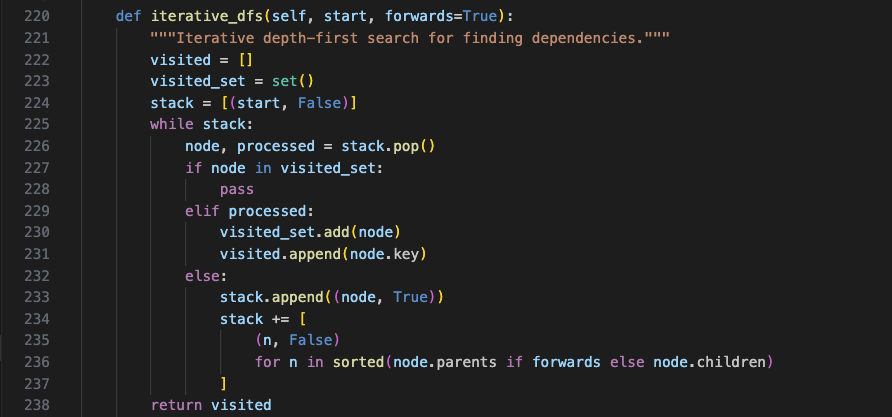 220 def iterative_dfs(self, start, forwards=True):
221 """Iterative depth-first search for finding dependencies."""
222 visited = []
223 visited_set = set()
224 stack = [(start, False)]
225 while stack:
226 node, processed = stack.pop()
227 if node in visited_set:
228 pass
229 elif processed:
230 visited_set.add(node)
231 visited.append(node.key)
232 else:
233 stack.append((node, True))
234 stack += [
235 (n, False)
236 for n in sorted(node.parents if forwards else node.children)
237 ]
238 return visited